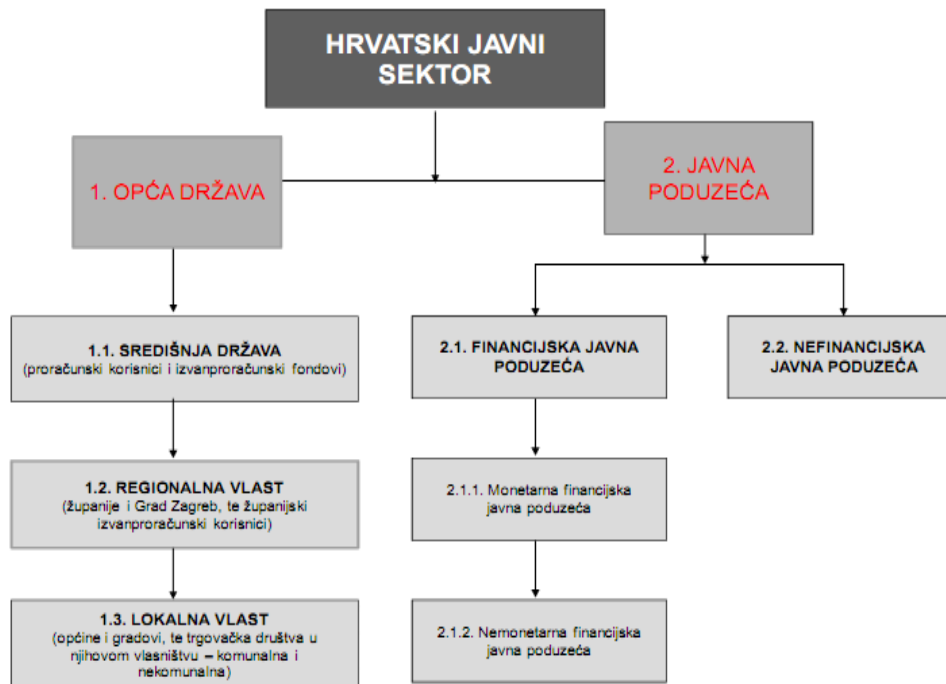 HRVATSKI JAVNI
SEKTOR
1. OPĆA DRŽAVA
2. JAVNA
PODUZEĆA
1.1. SREDIŠNJA DRŽAVA
(proračunski korisnici i izvanproračunski fondovi)
2.1. FINANCIJSKA JAVNA
PODUZEĆA
2.2. NEFINANCIJSKA
JAVNA PODUZEĆA
1.2. REGIONALNA VLAST
(županije i Grad Zagreb, te županijski
izvanproračunski korisnici)
2.1.1. Monetarna financijska
javna poduzeća
1.3. LOKALNA VLAST
(općine i gradovi, te trgovačka društva u
njihovom vlasništvu – komunalna i
nekomunalna)
2.1.2. Nemonetarna financijska
javna poduzeća